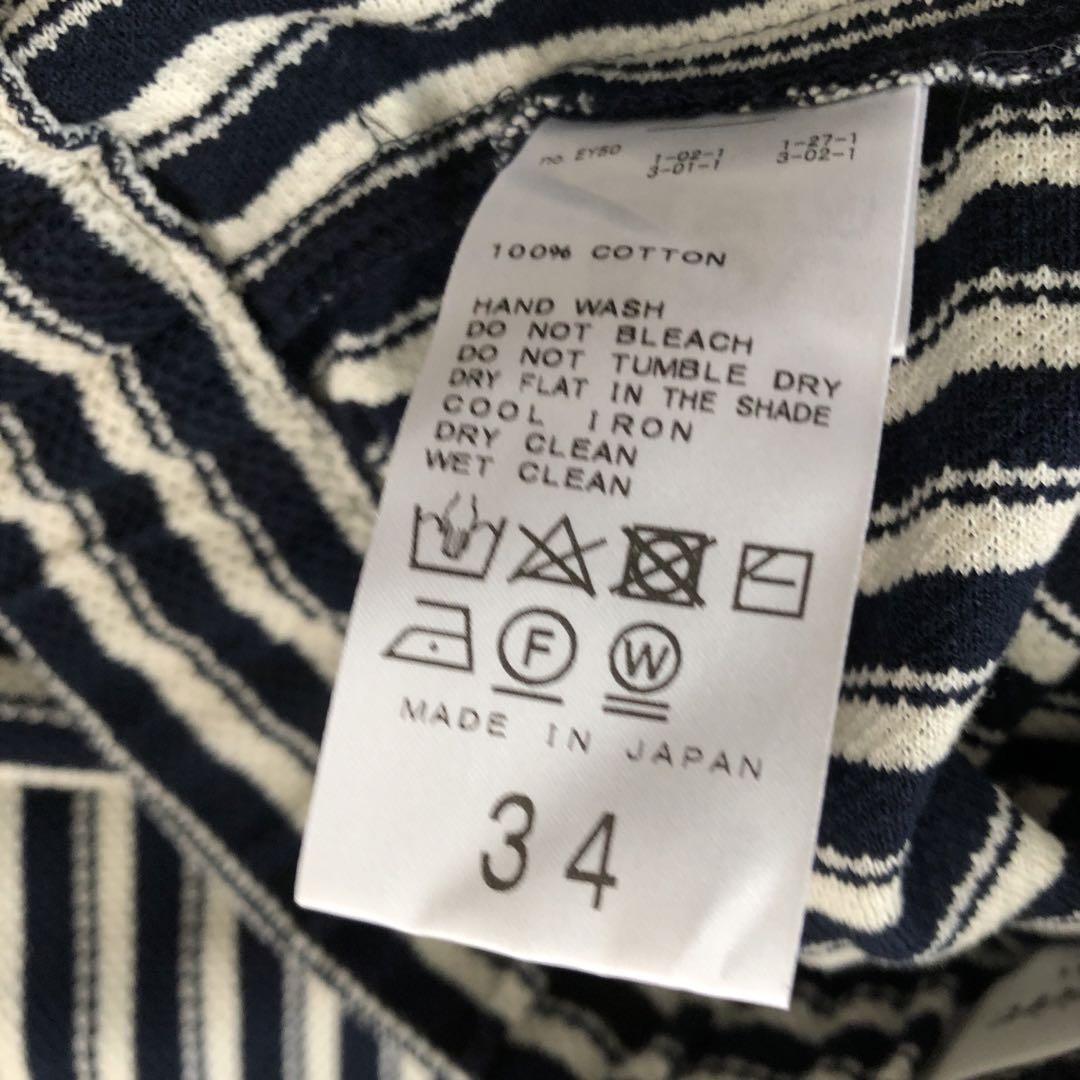 no. EY50 1-02-1 1-27-1
3-01-1 3-02-1
100% COTTON
HAND WASH
DO NOT BLEACH
DO NOT TUMBLE DRY
DRY FLAT IN THE SHADE
COOL IRON
DRY CLEAN
WET CLEAN
F W
MADE IN JAPAN
34